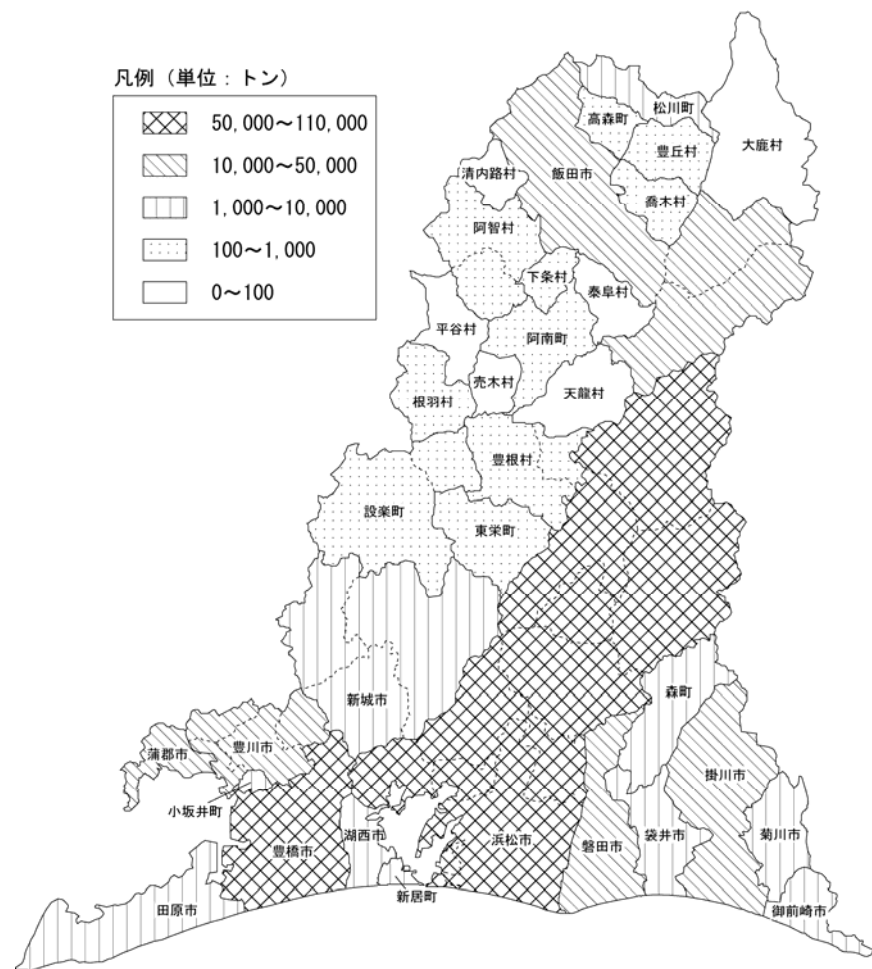 凡例（単位：トン）
50,000～110,000
10,000～50,000
1,000～10,000
100～1,000
0～100
松川町
高森町
大鹿村
豊丘村
清内路村
飯田市
喬木村
阿智村
下条村
泰阜村
平谷村
阿南町
売木村
天龍村
根羽村
豊根村
設楽町
東栄町
森町
新城市
豊川市
蒲郡市
掛川市
小坂井町
湖西市
浜松市
袋井市
菊川市
豊橋市
磐田市
新居町
田原市
御前崎市